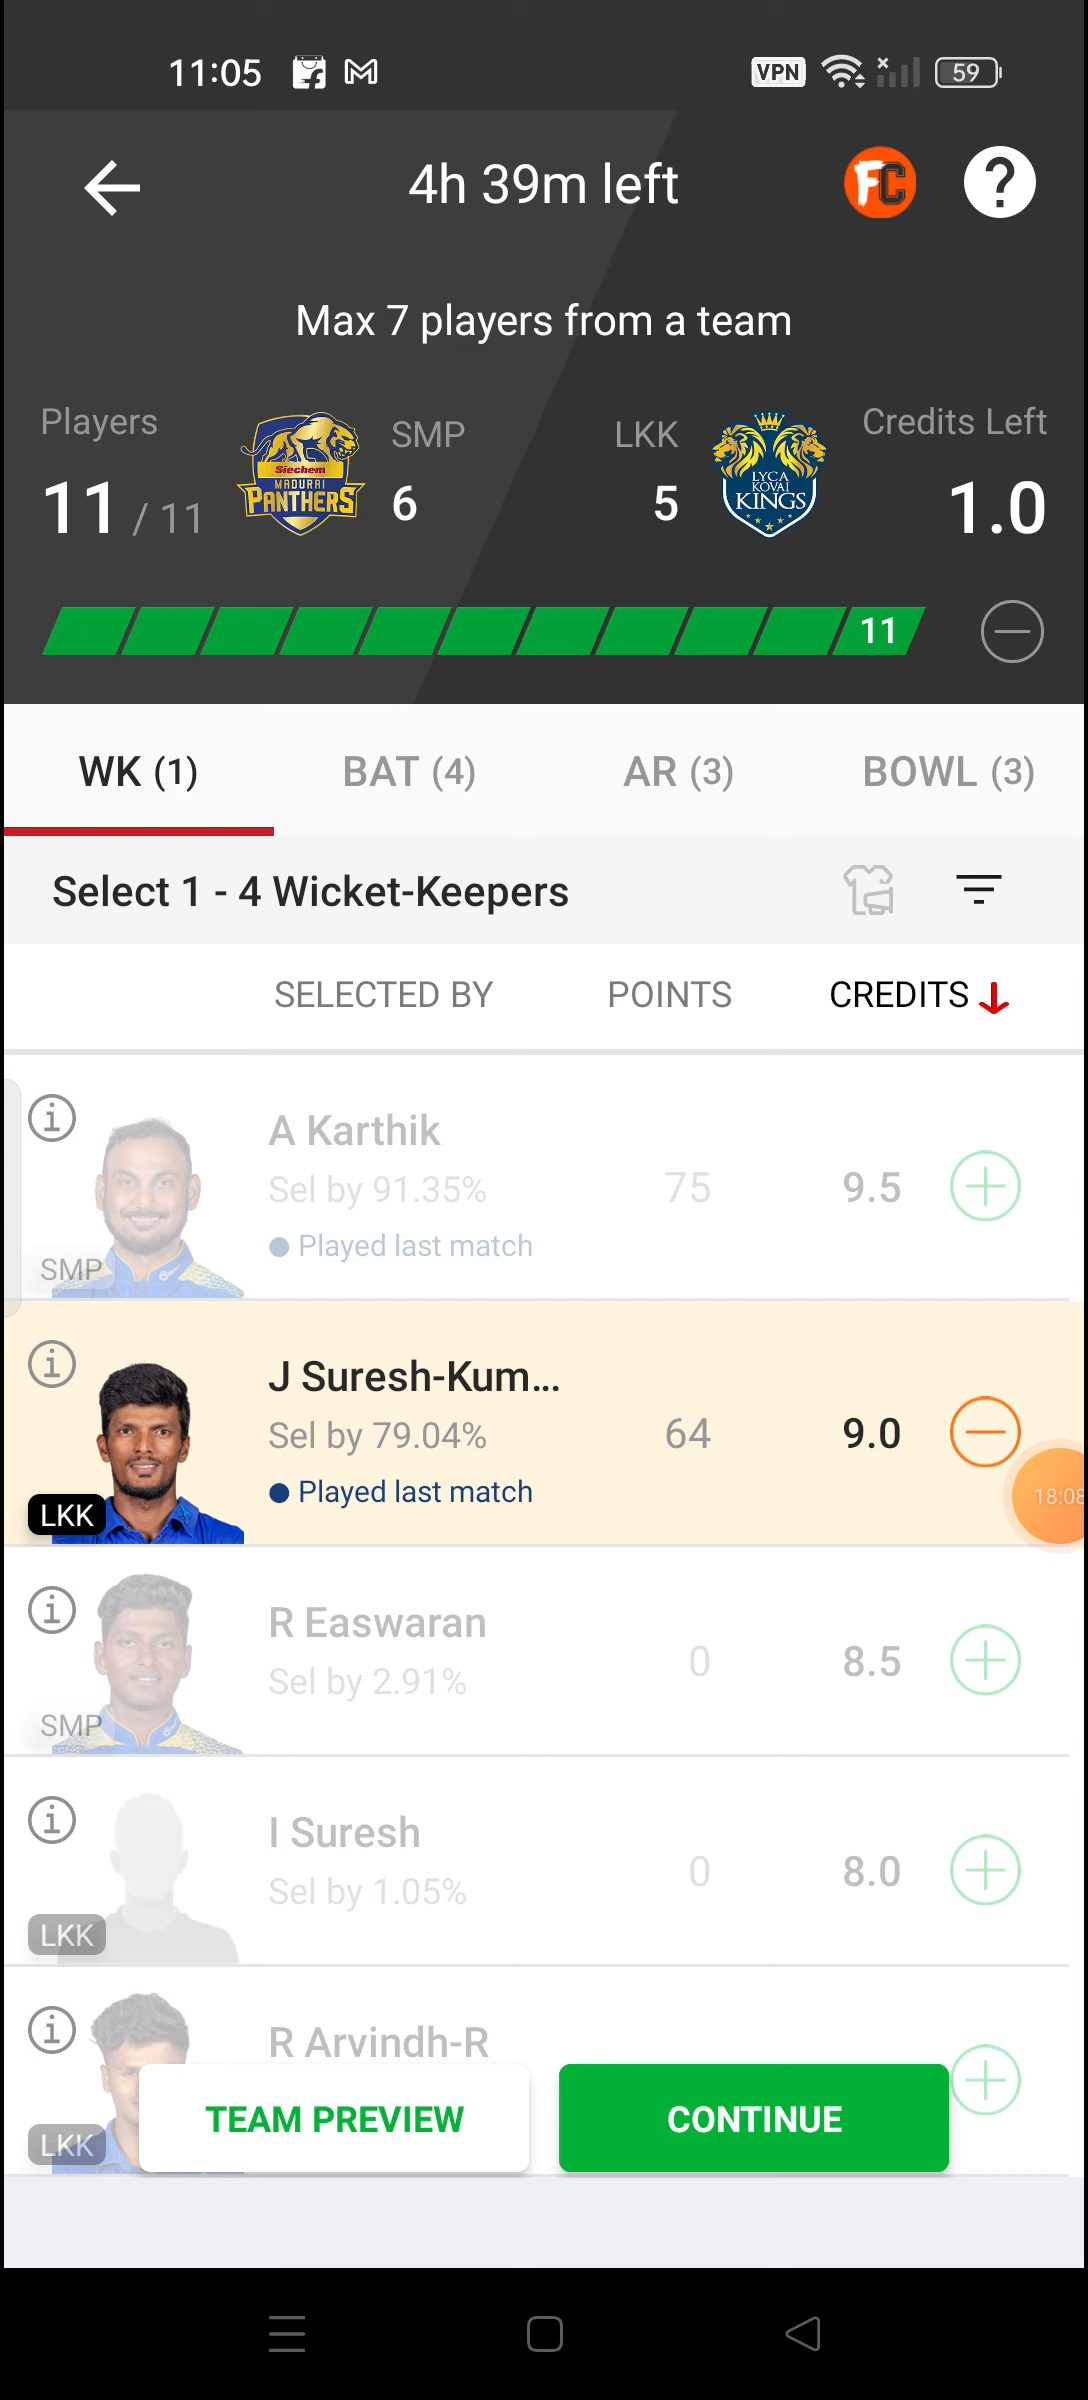 11:05
VPN
59
4h 39m left
FC
?
Max 7 players from a team
Players
11 / 11
Siechem
MADURAI
PANTHERS
SMP
6
LKK
5
LYCA
KOVAI
KINGS
Credits Left
1.0
11
WK (1)
BAT (4)
AR (3)
BOWL (3)
Select 1 - 4 Wicket-Keepers
SELECTED BY
POINTS
CREDITS
A Karthik
Sel by 91.35%
75
9.5
Played last match
SMP
J Suresh-Kum...
Sel by 79.04%
64
9.0
Played last match
LKK
18:08
R Easwaran
Sel by 2.91%
0
8.5
SMP
I Suresh
Sel by 1.05%
0
8.0
LKK
R Arvindh-R
LKK
TEAM PREVIEW
CONTINUE